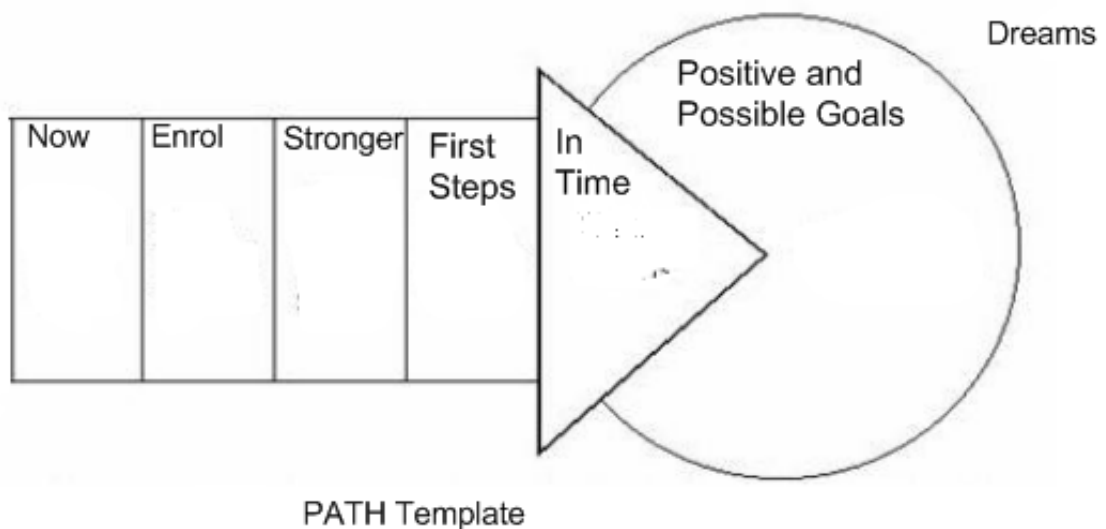 Dreams
Positive and
Possible Goals
Now
Enrol
Stronger
First
Steps
In
Time
PATH Template